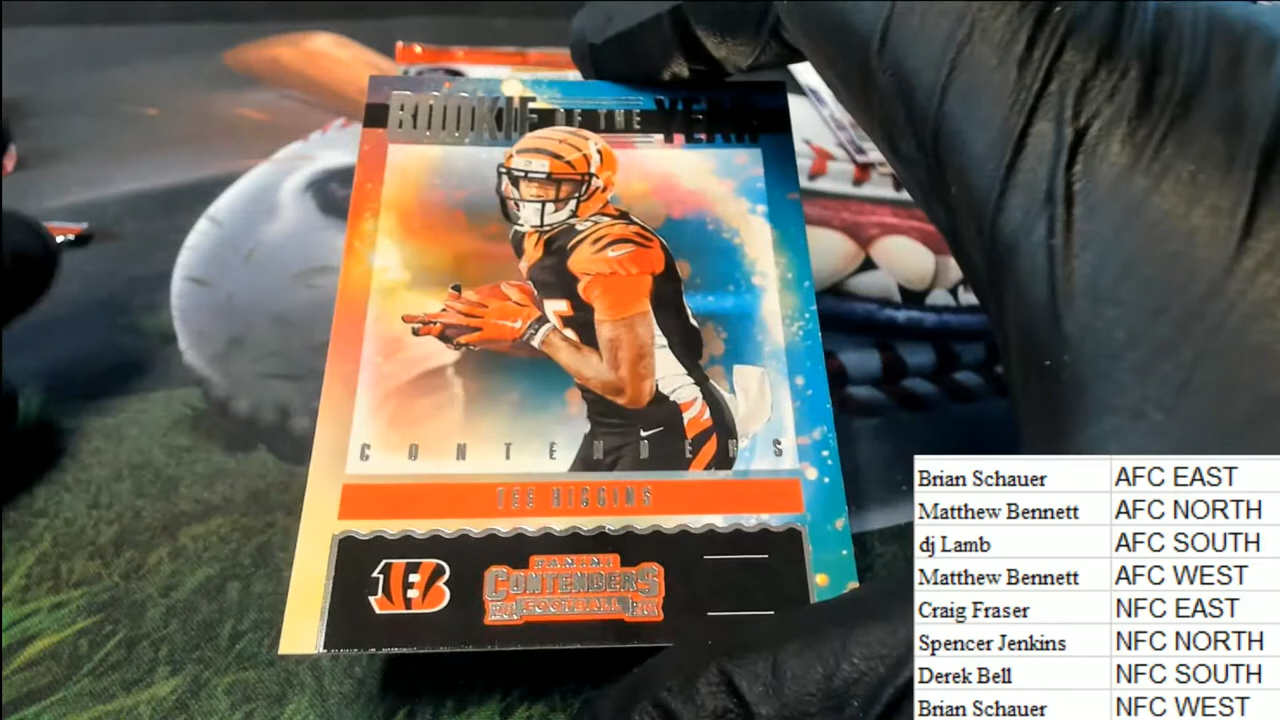 ROOKIE OF THE YEAR
CONTENDERS
TEE HIGGINS
PANINI
CONTENDERS
FOOTBALL
Brian Schauer AFC EAST
Matthew Bennett AFC NORTH
dj Lamb AFC SOUTH
Matthew Bennett AFC WEST
Craig Fraser NFC EAST
Spencer Jenkins NFC NORTH
Derek Bell NFC SOUTH
Brian Schauer NFC WEST